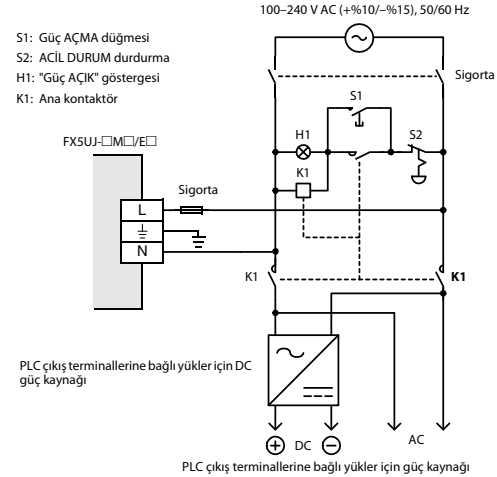 100–240 V AC (+%10/–%15), 50/60 Hz
S1: Güç AÇMA düğmesi
S2: ACİL DURUM durdurma
H1: "Güç AÇIK" göstergesi
K1: Ana kontaktör
Sigorta
S1
FX5UJ-□M□/E□
H1
S2
K1
Sigorta
L
N
K1
K1
PLC çıkış terminallerine bağlı yükler için DC
güç kaynağı
DC
AC
PLC çıkış terminallerine bağlı yükler için güç kaynağı